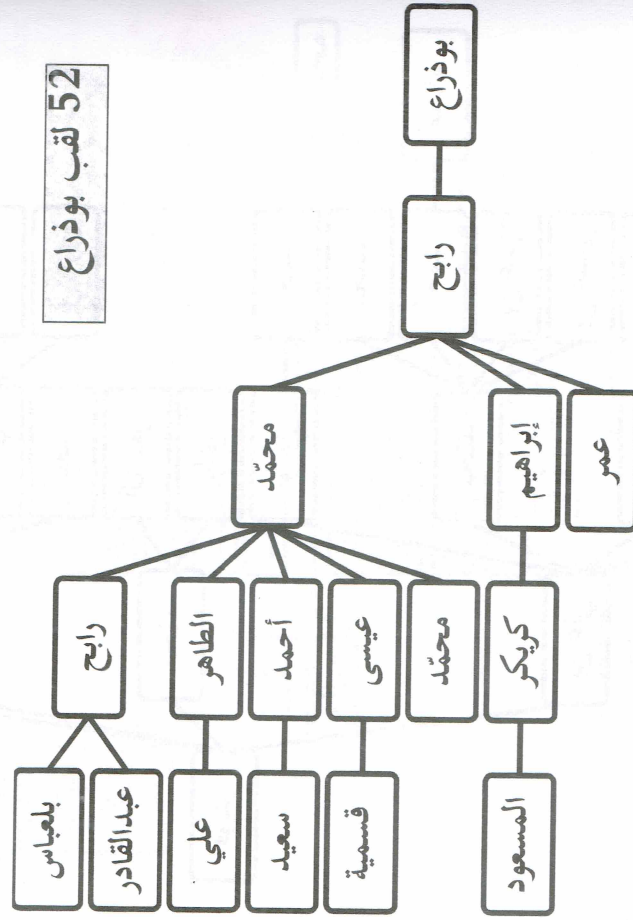 52 لقب بوذراع
بوذراع
رابح
محمّد
إبراهيم
عمر
رابح
الطاهر
أحمد
عيسى
محمّد
كريكر
بلعباس
عبدالقادر
علي
سعيد
قسمية
المسعود